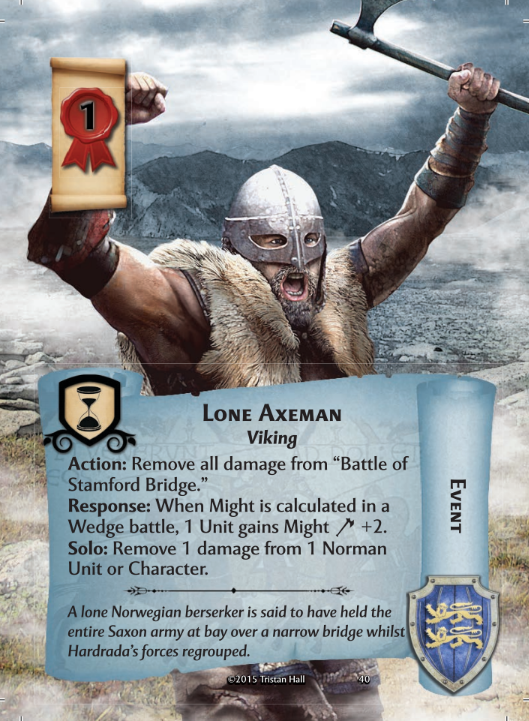 1
LONE AXEMAN
Viking
Action: Remove all damage from “Battle of
Stamford Bridge.”
Response: When Might is calculated in a
Wedge battle, 1 Unit gains Might +2.
Solo: Remove 1 damage from 1 Norman
Unit or Character.
A lone Norwegian berserker is said to have held the
entire Saxon army at bay over a narrow bridge whilst
Hardrada's forces regrouped.
EVENT
©2015 Tristan Hall
40